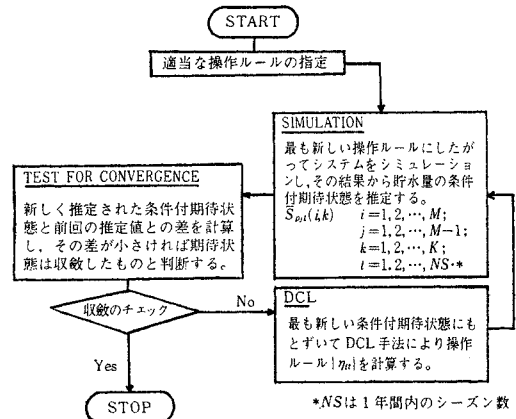 START
適当な操作ルールの指定
SIMULATION
最も新しい操作ルールにしたが
ってシステムをシミュレーショ
ンし,その結果から貯水量の条件
付期待状態を推定する。
i=1,2,…,M;
j=1,2,…,M−1;
k=1,2,…,K;
t=1.2,…,NS·*
TEST FOR CONVERGENCE
新しく推定された条件付期待状
態と前回の推定値との差を計算
し,その差が小さければ期待状
態は収斂したものと判断する。
収斂のチェック
No
Yes
DCL
最も新しい条件付期待状態にも
とずいてDCL手法により操作
ルール を計算する。
STOP
*NSは1年間内のシーズン数